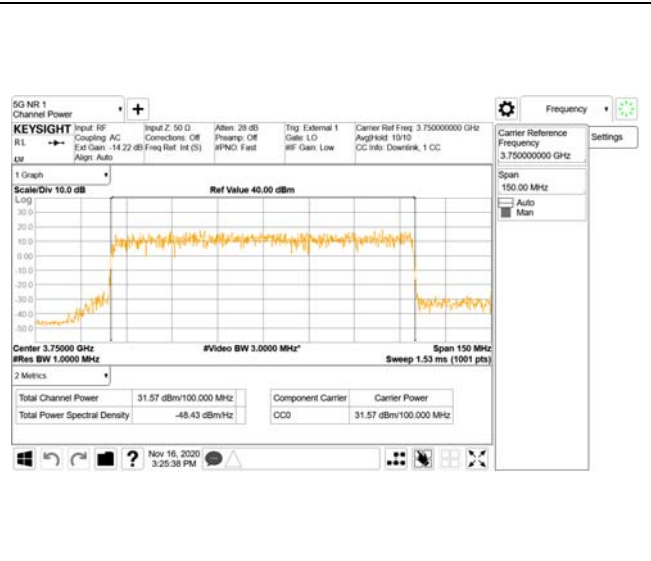 5G NR 1
Channel Power
Frequency
KEYSIGHT
RL
Input: RF
Coupling: AC
Ext Gain: -14.22 dB
Align: Auto
Input Z: 50 Ω
Corrections: Off
Freq Ref: Int (S)
Atten: 28 dB
Preamp: Off
#PNO: Fast
Trig: External 1
Gate: LO
#IF Gain: Low
Carrier Ref Freq: 3.750000000 GHz
Avg|Hold: 10/10
CC Info: Downlink, 1 CC
Carrier Reference
Frequency
3.750000000 GHz
Settings
Span
150.00 MHz
Auto
Man
1 Graph
Scale/Div 10.0 dB
Ref Value 40.00 dBm
Log
30.0
20.0
10.0
0.00
-10.0
-20.0
-30.0
-40.0
-50.0
Center 3.75000 GHz
#Video BW 3.0000 MHz*
Span 150 MHz
#Res BW 1.0000 MHz
Sweep 1.53 ms (1001 pts)
2 Metrics
Total Channel Power 31.57 dBm/100.000 MHz
Total Power Spectral Density -48.43 dBm/Hz
Component Carrier Carrier Power
CC0 31.57 dBm/100.000 MHz
?
Nov 16, 2020
3:25:38 PM